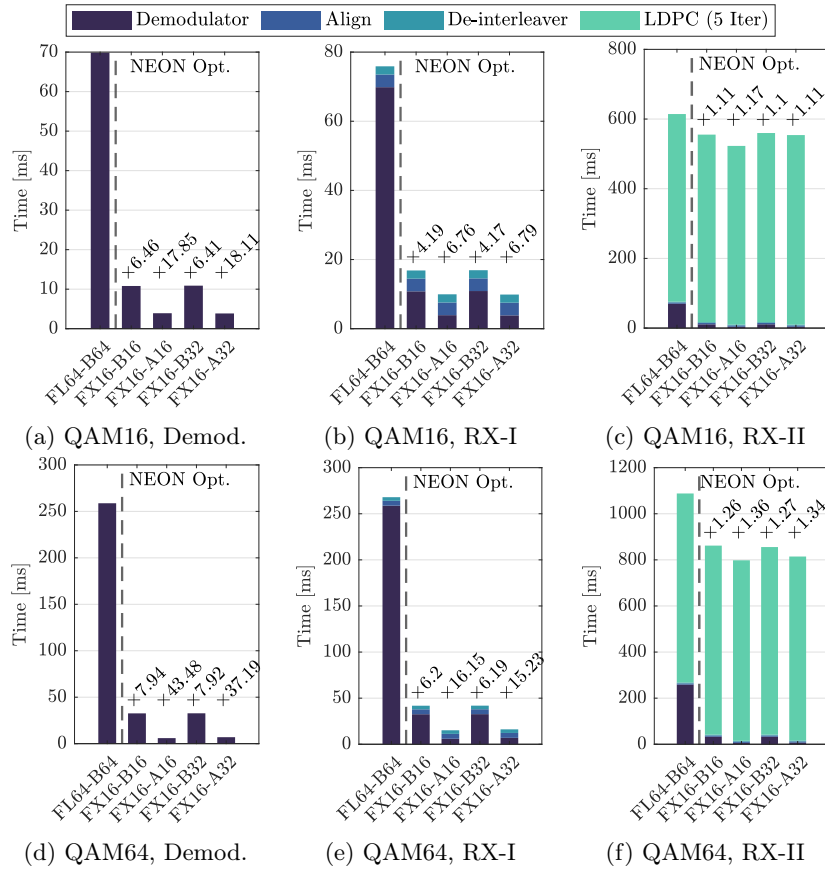 Demodulator Align De-interleaver LDPC (5 Iter)
70
60
50
40
30
20
10
0
Time [ms]
NEON Opt.
×6.46
×17.85
×6.41
×18.11
FL64-B64
FX16-B16
FX16-A16
FX16-B32
FX16-A32
(a) QAM16, Demod.
80
60
40
20
0
Time [ms]
NEON Opt.
×4.19
×6.76
×4.17
×6.79
FL64-B64
FX16-B16
FX16-A16
FX16-B32
FX16-A32
(b) QAM16, RX-I
800
600
400
200
0
Time [ms]
NEON Opt.
×1.11
×1.17
×1.1
×1.11
FL64-B64
FX16-B16
FX16-A16
FX16-B32
FX16-A32
(c) QAM16, RX-II
300
250
200
150
100
50
0
Time [ms]
NEON Opt.
×7.94
×43.48
×7.92
×37.19
FL64-B64
FX16-B16
FX16-A16
FX16-B32
FX16-A32
(d) QAM64, Demod.
300
250
200
150
100
50
0
Time [ms]
NEON Opt.
×6.2
×16.15
×6.19
×15.23
FL64-B64
FX16-B16
FX16-A16
FX16-B32
FX16-A32
(e) QAM64, RX-I
1200
1000
800
600
400
200
0
Time [ms]
NEON Opt.
×1.26
×1.36
×1.27
×1.34
FL64-B64
FX16-B16
FX16-A16
FX16-B32
FX16-A32
(f) QAM64, RX-II